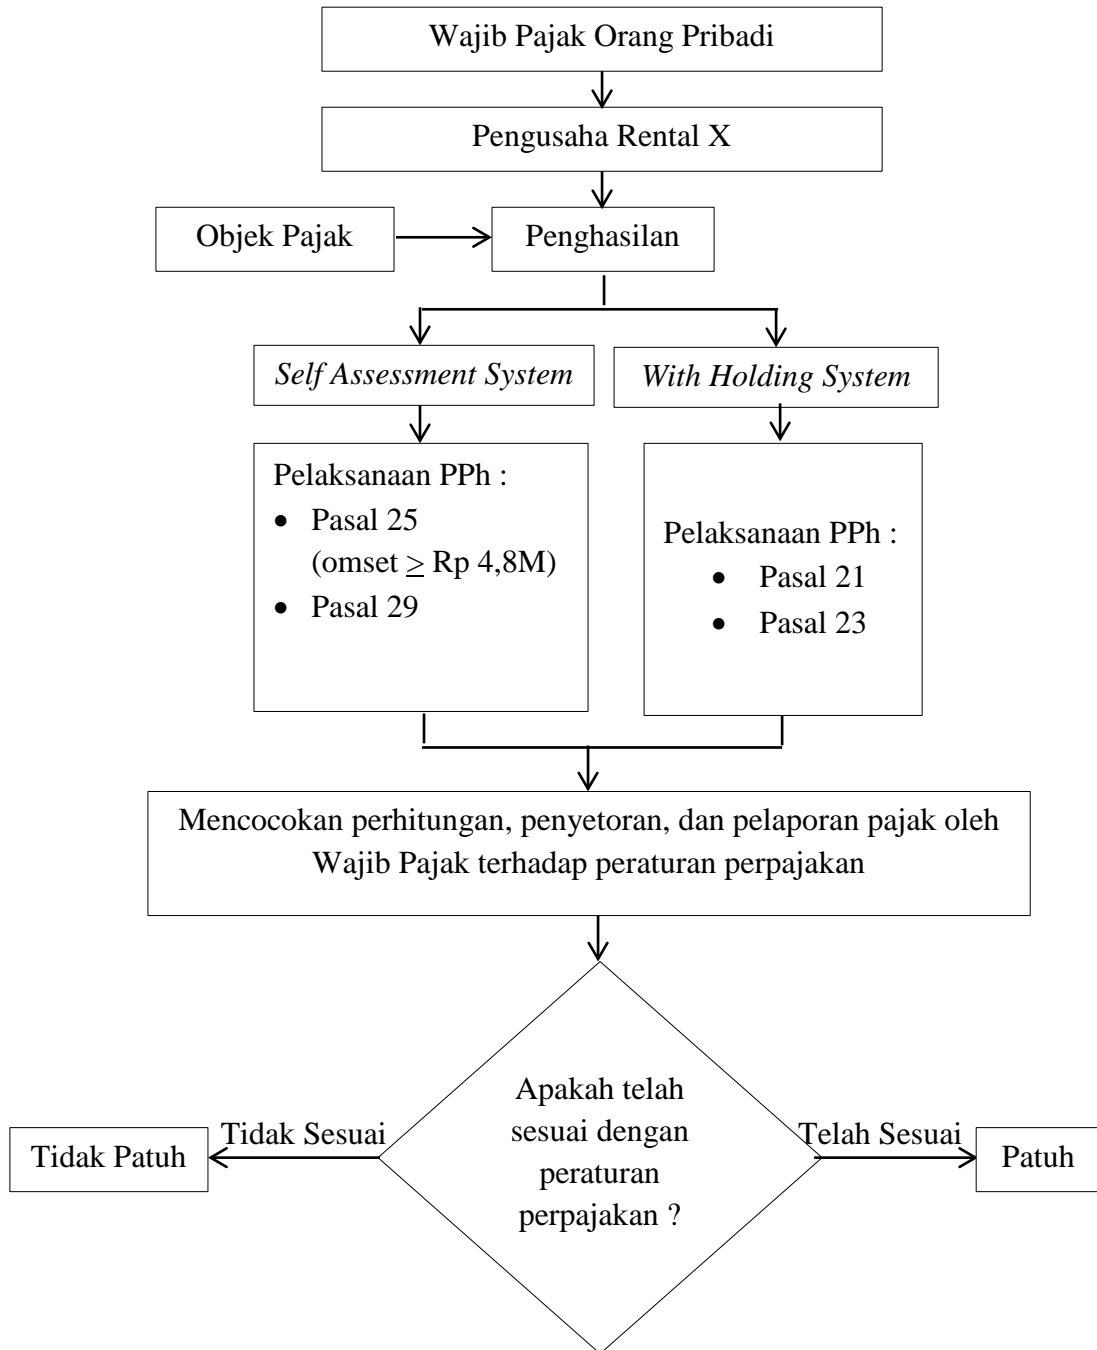 Wajib Pajak Orang Pribadi
Pengusaha Rental X
Objek Pajak
Penghasilan
Self Assessment System
With Holding System
Pelaksanaan PPh :
• Pasal 25
(omset ≥ Rp 4,8M)
• Pasal 29
Pelaksanaan PPh :
• Pasal 21
• Pasal 23
Mencocokan perhitungan, penyetoran, dan pelaporan pajak oleh
Wajib Pajak terhadap peraturan perpajakan
Apakah telah
sesuai dengan
peraturan
perpajakan ?
Tidak Sesuai
Tidak Patuh
Telah Sesuai
Patuh